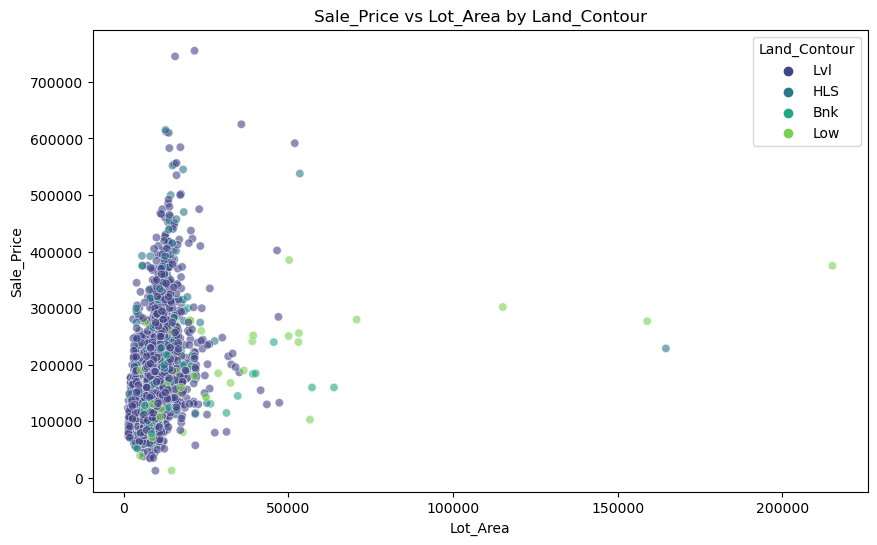 Sale_Price vs Lot_Area by Land_Contour
Land_Contour
Lvl
HLS
Bnk
Low
Sale_Price
700000
600000
500000
400000
300000
200000
100000
0
0
50000
100000
150000
200000
Lot_Area